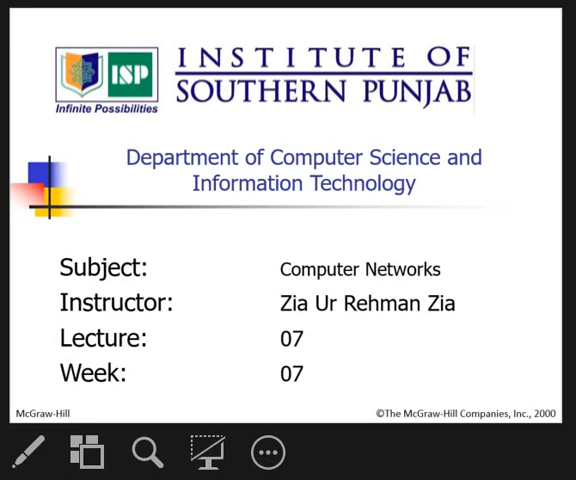 ISP
Infinite Possibilities
INSTITUTE OF
SOUTHERN PUNJAB
Department of Computer Science and
Information Technology
Subject: Computer Networks
Instructor: Zia Ur Rehman Zia
Lecture: 07
Week: 07
McGraw-Hill ©The McGraw-Hill Companies, Inc., 2000